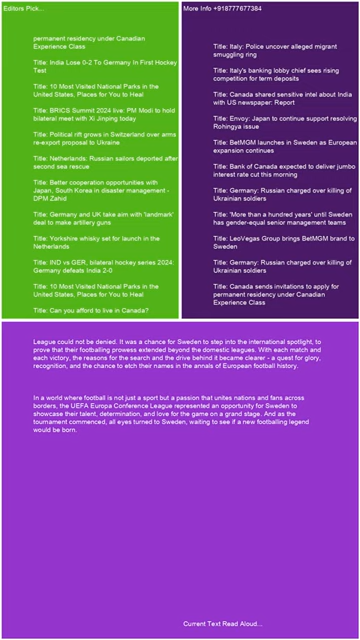 Editors Pick...
permanent residency under Canadian
Experience Class
Title: India Lose 0-2 To Germany In First Hockey
Test
Title: 10 Most Visited National Parks in the
United States, Places for You to Heal
Title: BRICS Summit 2024 live: PM Modi to hold
bilateral meet with Xi Jinping today
Title: Political rift grows in Switzerland over arms
re-export proposal to Ukraine
Title: Netherlands: Russian sailors deported after
second sea rescue
Title: Better cooperation opportunities with
Japan, South Korea in disaster management -
DPM Zahid
Title: Germany and UK take aim with 'landmark'
deal to make artillery guns
Title: Yorkshire whisky set for launch in the
Netherlands
Title: IND vs GER, bilateral hockey series 2024:
Germany defeats India 2-0
Title: 10 Most Visited National Parks in the
United States, Places for You to Heal
Title: Can you afford to live in Canada?
More Info +918777677384
Title: Italy: Police uncover alleged migrant
smuggling ring
Title: Italy's banking lobby chief sees rising
competition for term deposits
Title: Canada shared sensitive intel about India
with US newspaper: Report
Title: Envoy: Japan to continue support resolving
Rohingya issue
Title: BetMGM launches in Sweden as European
expansion continues
Title: Bank of Canada expected to deliver jumbo
interest rate cut this morning
Title: Germany: Russian charged over killing of
Ukrainian soldiers
Title: 'More than a hundred years' until Sweden
has gender-equal senior management teams
Title: LeoVegas Group brings BetMGM brand to
Sweden
Title: Germany: Russian charged over killing of
Ukrainian soldiers
Title: Canada sends invitations to apply for
permanent residency under Canadian
Experience Class
League could not be denied. It was a chance for Sweden to step into the international spotlight, to
prove that their footballing prowess extended beyond the domestic leagues. With each match and
each victory, the reasons for the search and the drive behind it became clearer - a quest for glory,
recognition, and the chance to etch their names in the annals of European football history.
In a world where football is not just a sport but a passion that unites nations and fans across
borders, the UEFA Europa Conference League represented an opportunity for Sweden to
showcase their talent, determination, and love for the game on a grand stage. And as the
tournament commenced, all eyes turned to Sweden, waiting to see if a new footballing legend
would be born.
Current Text Read Aloud...